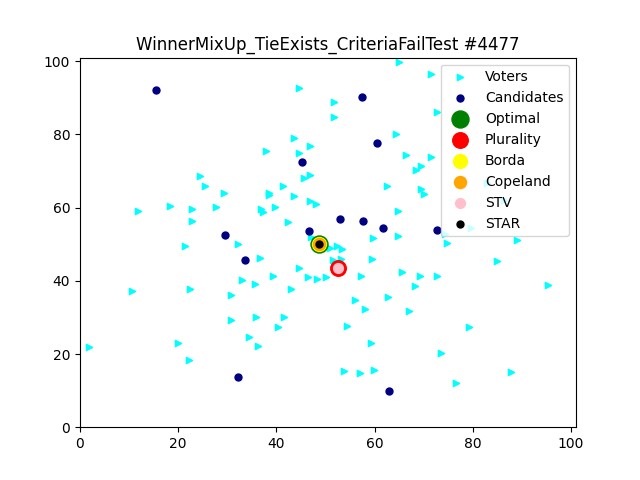 WinnerMixUp_TieExists_CriteriaFailTest #4477
100
80
60
40
20
0
0
20
40
60
80
100
Voters
Candidates
Optimal
Plurality
Borda
Copeland
STV
STAR